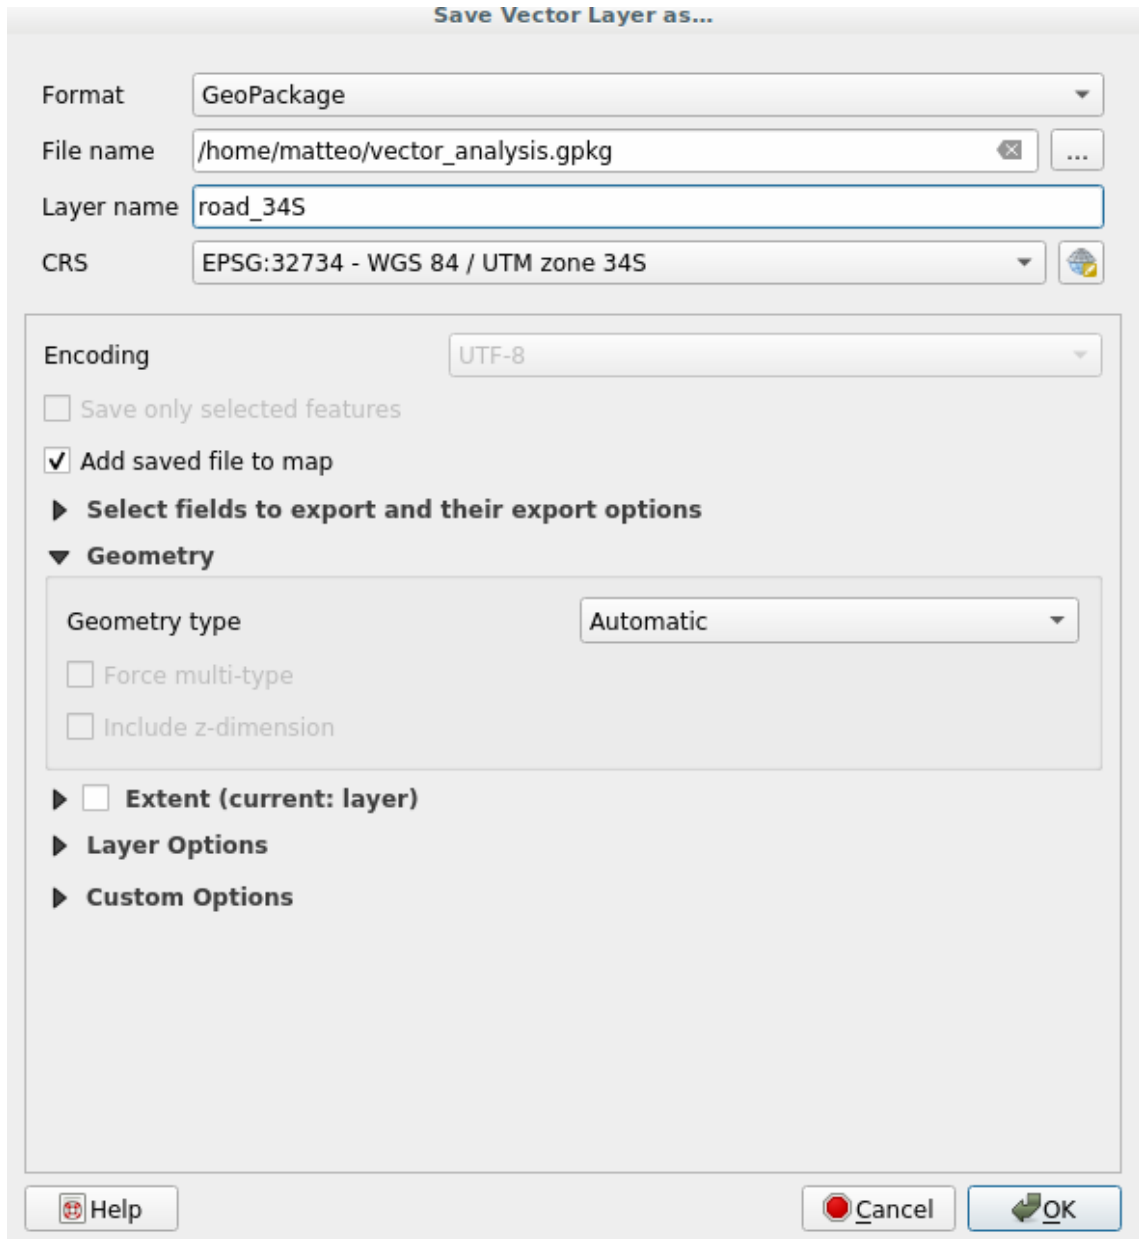 Save Vector Layer as...
Format GeoPackage
File name /home/matteo/vector_analysis.gpkg ...
Layer name road_34S
CRS EPSG:32734 - WGS 84 / UTM zone 34S
Encoding UTF-8
Save only selected features
Add saved file to map
Select fields to export and their export options
Geometry
Geometry type Automatic
Force multi-type
Include z-dimension
Extent (current: layer)
Layer Options
Custom Options
Help Cancel OK